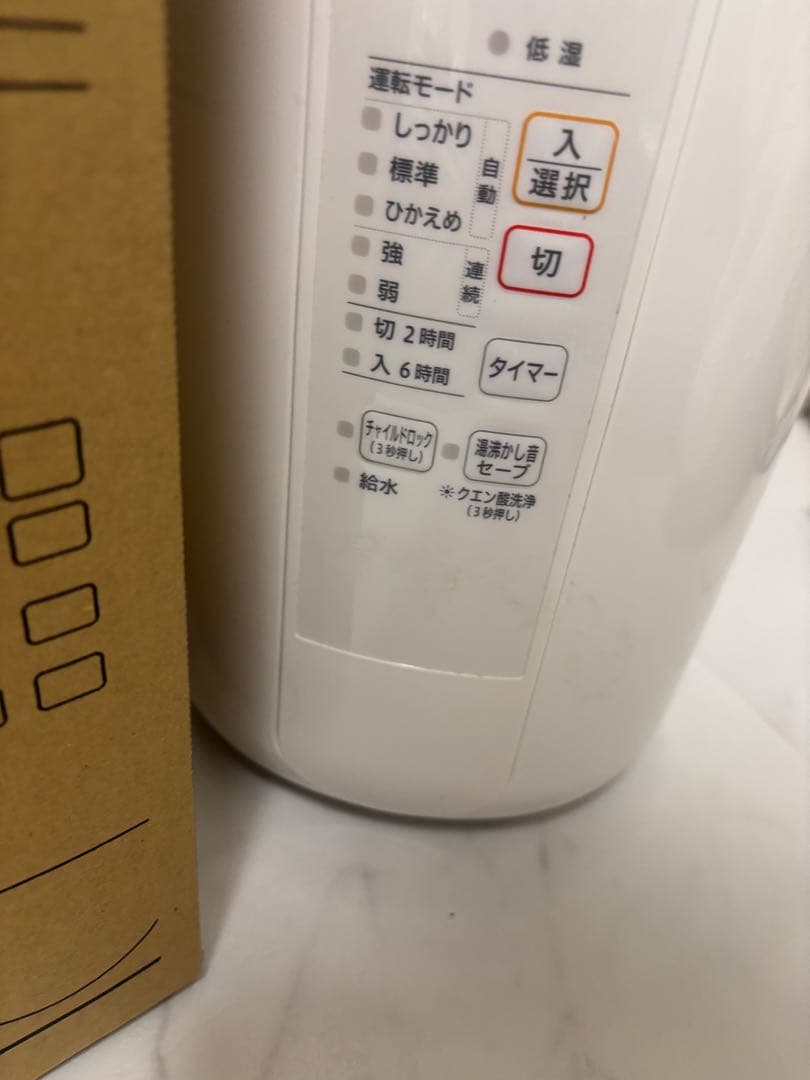 低湿
運転モード
しっかり
標準
ひかえめ
自動
強
弱
連続
入
選択
切
切 2時間
入 6時間
タイマー
チャイルドロック
(3秒押し)
湯沸かし音
セーブ
給水
☀クエン酸洗浄
(3秒押し)